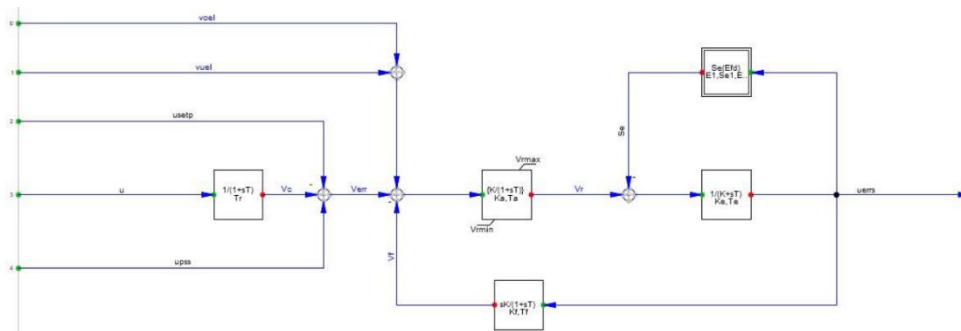 0
voel
1
vuel
Se(Efd)
E1,Se1,E..
2
usetp
Se
Vrmax
3
u
1/(1+sT)
Tr
Vc
-
Verr
-
{K/(1+sT)}
Ka,Ta
Vr
-
1/(K+sT)
Ke,Te
uerrs
Vrmin
4
upss
Vf
sK/(1+sT)
Kf,Tf